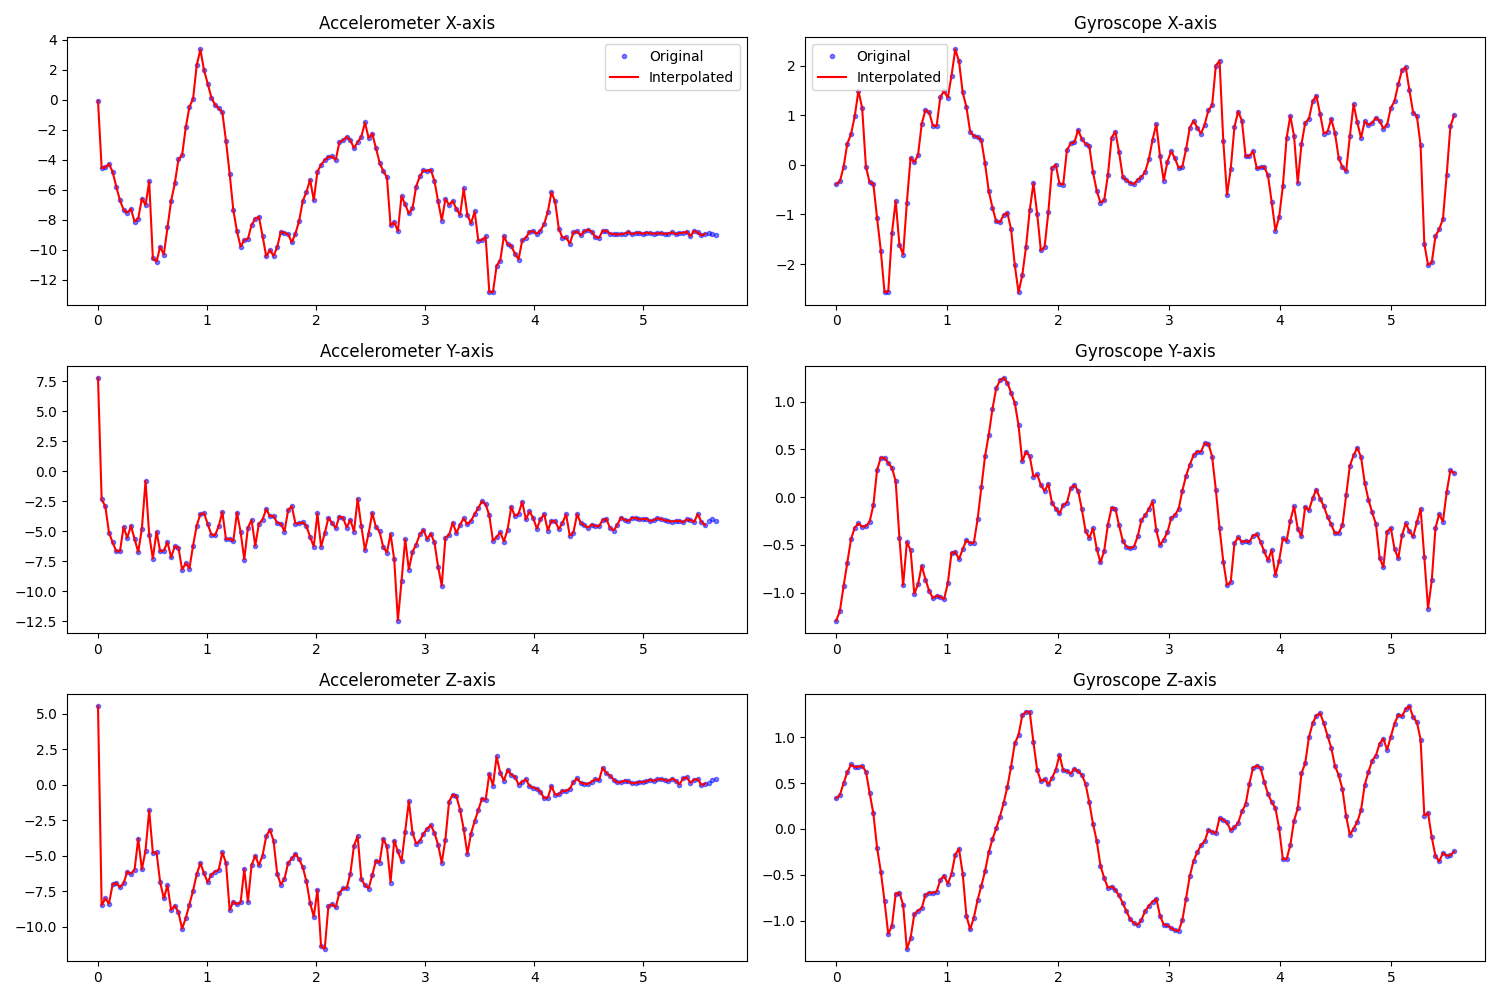 Accelerometer X-axis
4
2
0
−2
−4
−6
−8
−10
−12
0 1 2 3 4 5
Original
Interpolated
Gyroscope X-axis
2
1
0
−1
−2
0 1 2 3 4 5
Original
Interpolated
Accelerometer Y-axis
7.5
5.0
2.5
0.0
−2.5
−5.0
−7.5
−10.0
−12.5
0 1 2 3 4 5
Gyroscope Y-axis
1.0
0.5
0.0
−0.5
−1.0
0 1 2 3 4 5
Accelerometer Z-axis
5.0
2.5
0.0
−2.5
−5.0
−7.5
−10.0
0 1 2 3 4 5
Gyroscope Z-axis
1.0
0.5
0.0
−0.5
−1.0
0 1 2 3 4 5